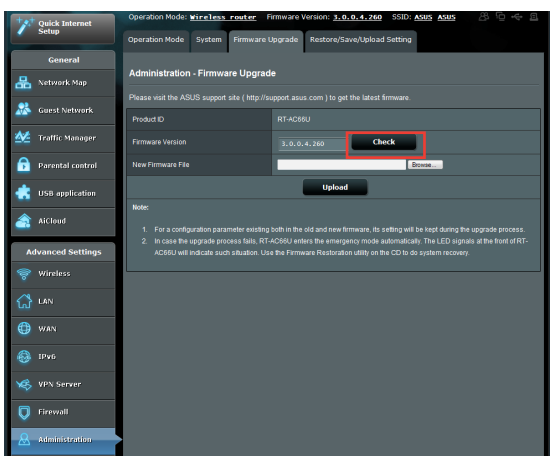 Quick Internet
Setup
General
Network Map
Guest Network
Traffic Manager
Parental control
USB application
AiCloud
Advanced Settings
Wireless
LAN
WAN
IPv6
VPN Server
Firewall
Administration
Operation Mode: Wireless router Firmware Version: 3.0.0.4.260 SSID: ASUS ASUS
Operation Mode System Firmware Upgrade Restore/Save/Upload Setting
Administration - Firmware Upgrade
Please visit the ASUS support site ( http://support.asus.com ) to get the latest firmware
Product ID RT-AC66U
Firmware Version 3.0.0.4.260 Check
New Firmware File Browse...
Upload
Note:
1. For a configuration parameter existing both in the old and new firmware, its setting will be kept during the upgrade process.
2. In case the upgrade process fails, RT-AC66U enters the emergency mode automatically. The LED signals at the front of RT-
AC66U will indicate such situation. Use the Firmware Restoration utility on the CD to do system recovery.